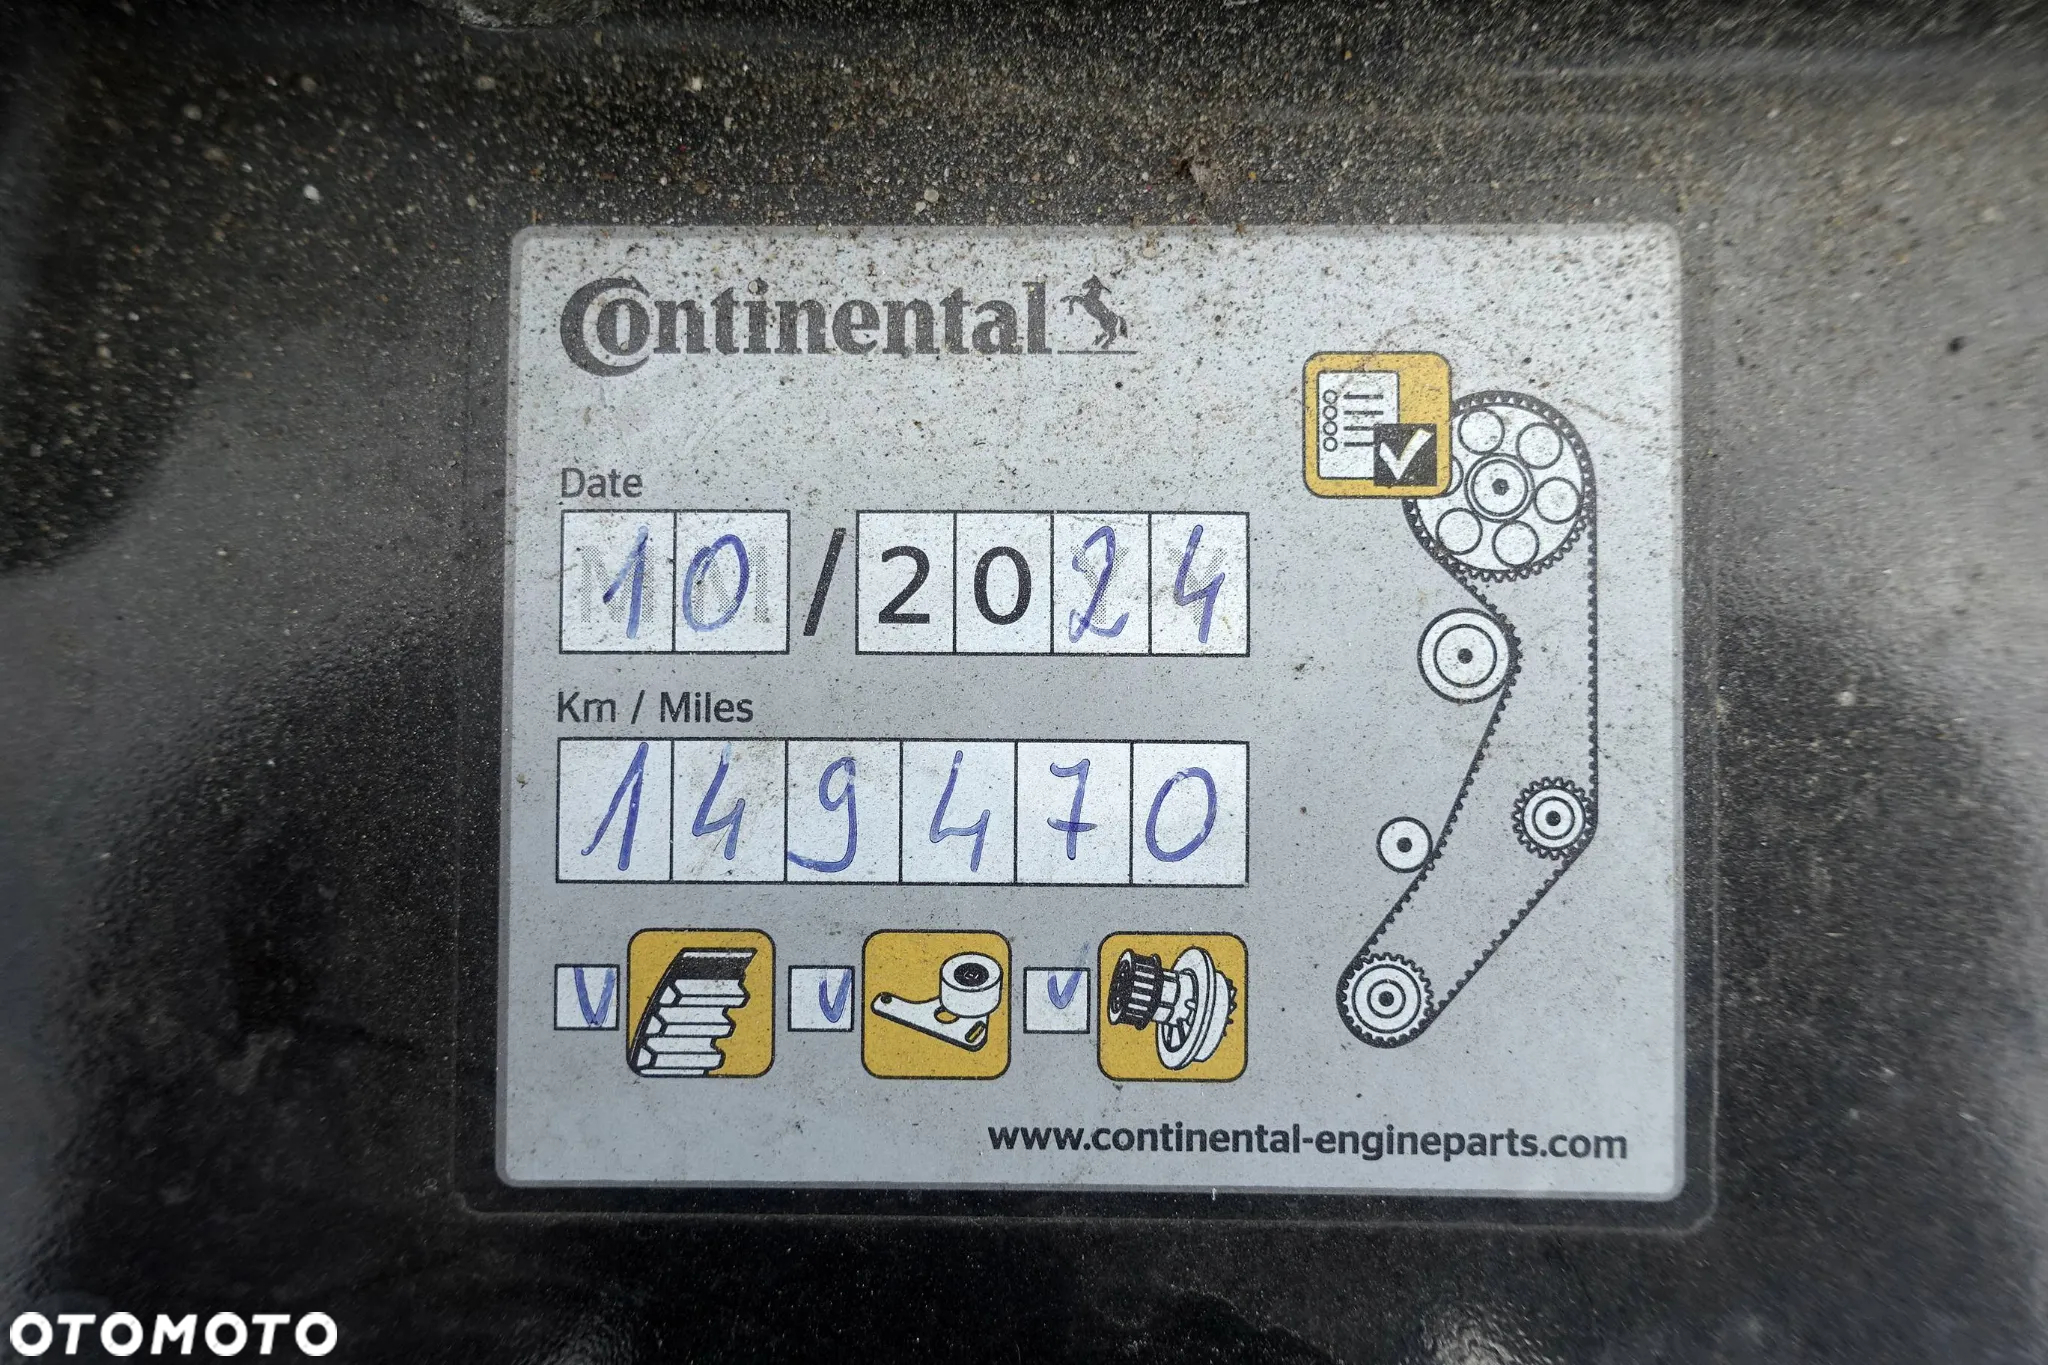 Continental
Date
10/2024
Km / Miles
149470
www.continental-engineparts.com
OTOMOTO